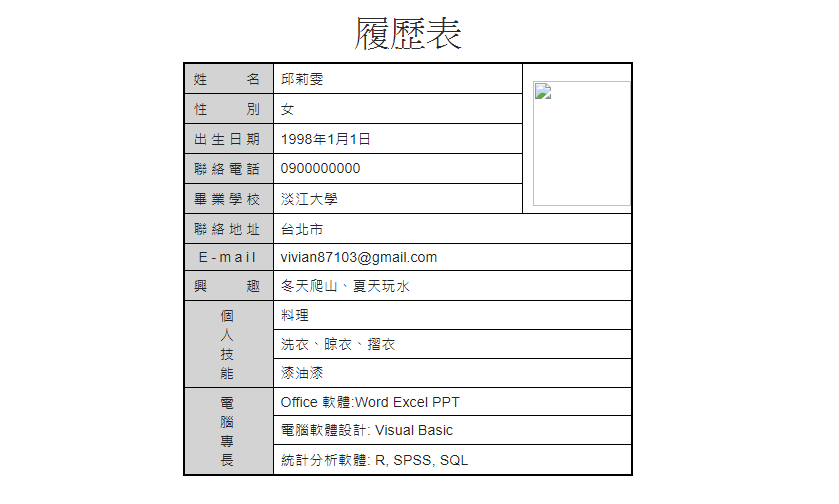 履歷表
姓名 邱莉雯
性別 女
出生日期 1998年1月1日
聯絡電話 0900000000
畢業學校 淡江大學
聯絡地址 台北市
E-mail vivian87103@gmail.com
興趣 冬天爬山、夏天玩水
個人技能
料理
洗衣、晾衣、摺衣
漆油漆
電腦專長
Office 軟體:Word Excel PPT
電腦軟體設計: Visual Basic
統計分析軟體: R, SPSS, SQL